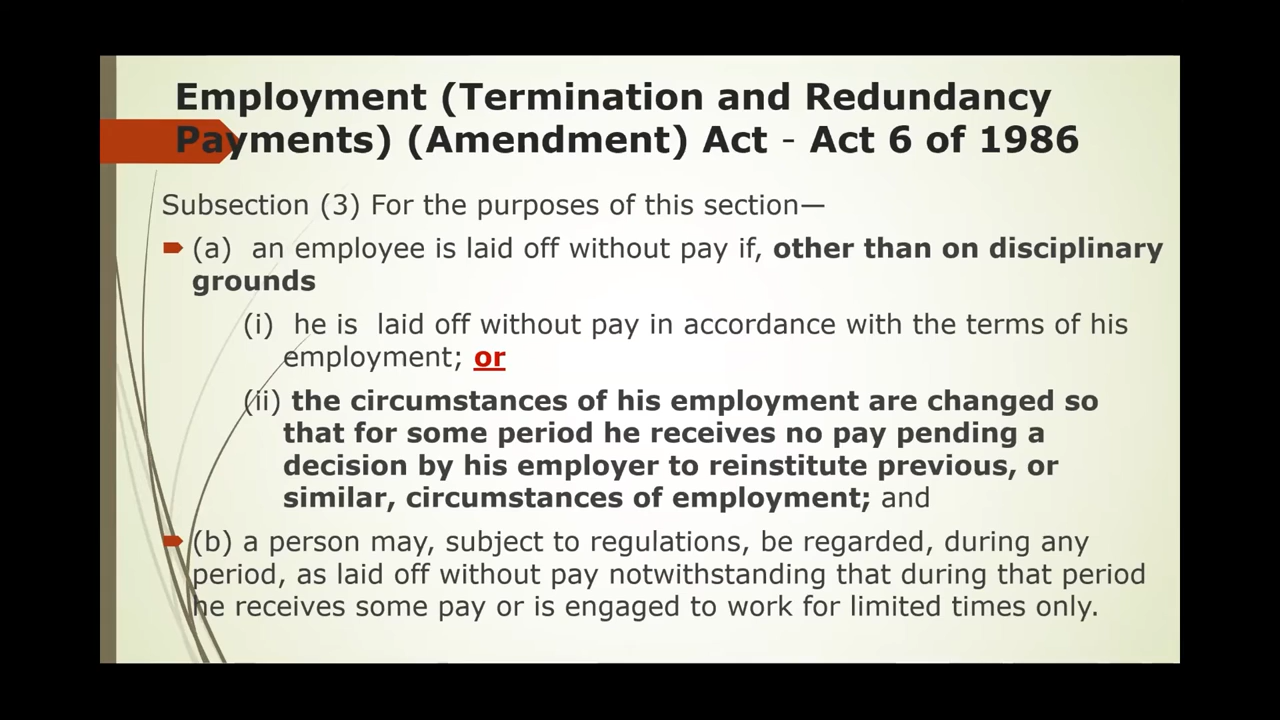 Employment (Termination and Redundancy
Payments) (Amendment) Act - Act 6 of 1986
Subsection (3) For the purposes of this section—
(a) an employee is laid off without pay if, other than on disciplinary
grounds
(i) he is laid off without pay in accordance with the terms of his
employment; or
(ii) the circumstances of his employment are changed so
that for some period he receives no pay pending a
decision by his employer to reinstitute previous, or
similar, circumstances of employment; and
(b) a person may, subject to regulations, be regarded, during any
period, as laid off without pay notwithstanding that during that period
he receives some pay or is engaged to work for limited times only.